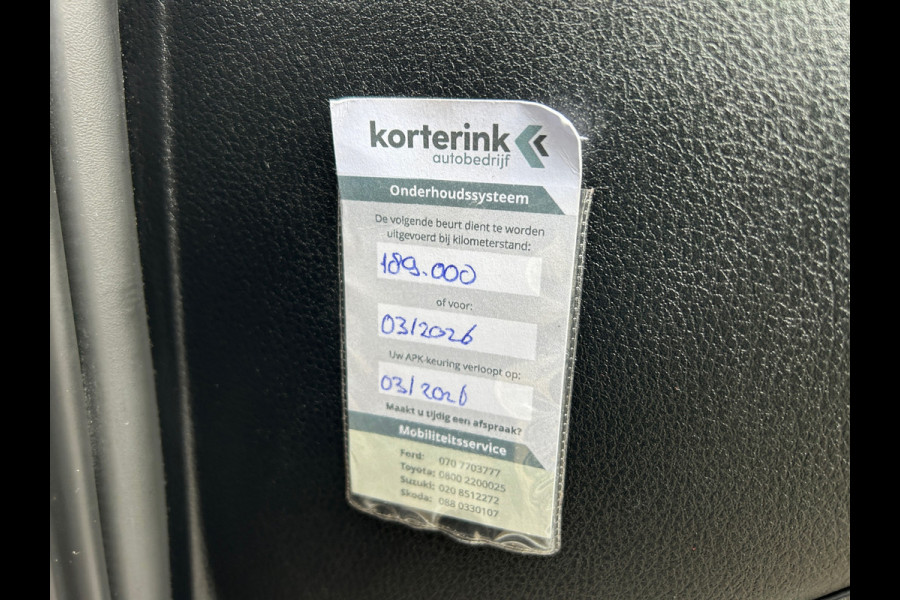 korterink
autobedrijf
Onderhoudssysteem
De volgende beurt dient te worden
uitgevoerd bij kilometerstand:
189.000
of voor:
03/2026
Uw APK-keuring verloopt op:
03/2026
Maakt u tijdig een afspraak?
Mobiliteitsservice
Ford: 070 7703777
Toyota: 0800 2200025
Suzuki: 020 8512272
Skoda: 088 0330107